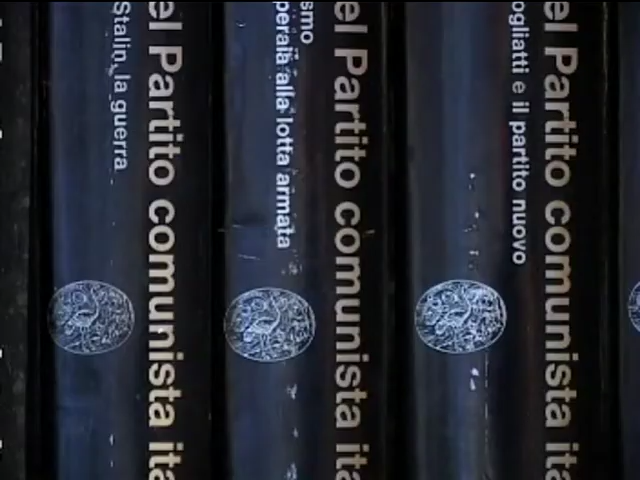 el Partito comunista ita
Stalin, la guerra
el Partito comunista ita
smo
peraia alla lotta armata
el Partito comunista ita
ogliatti e il partito nuovo